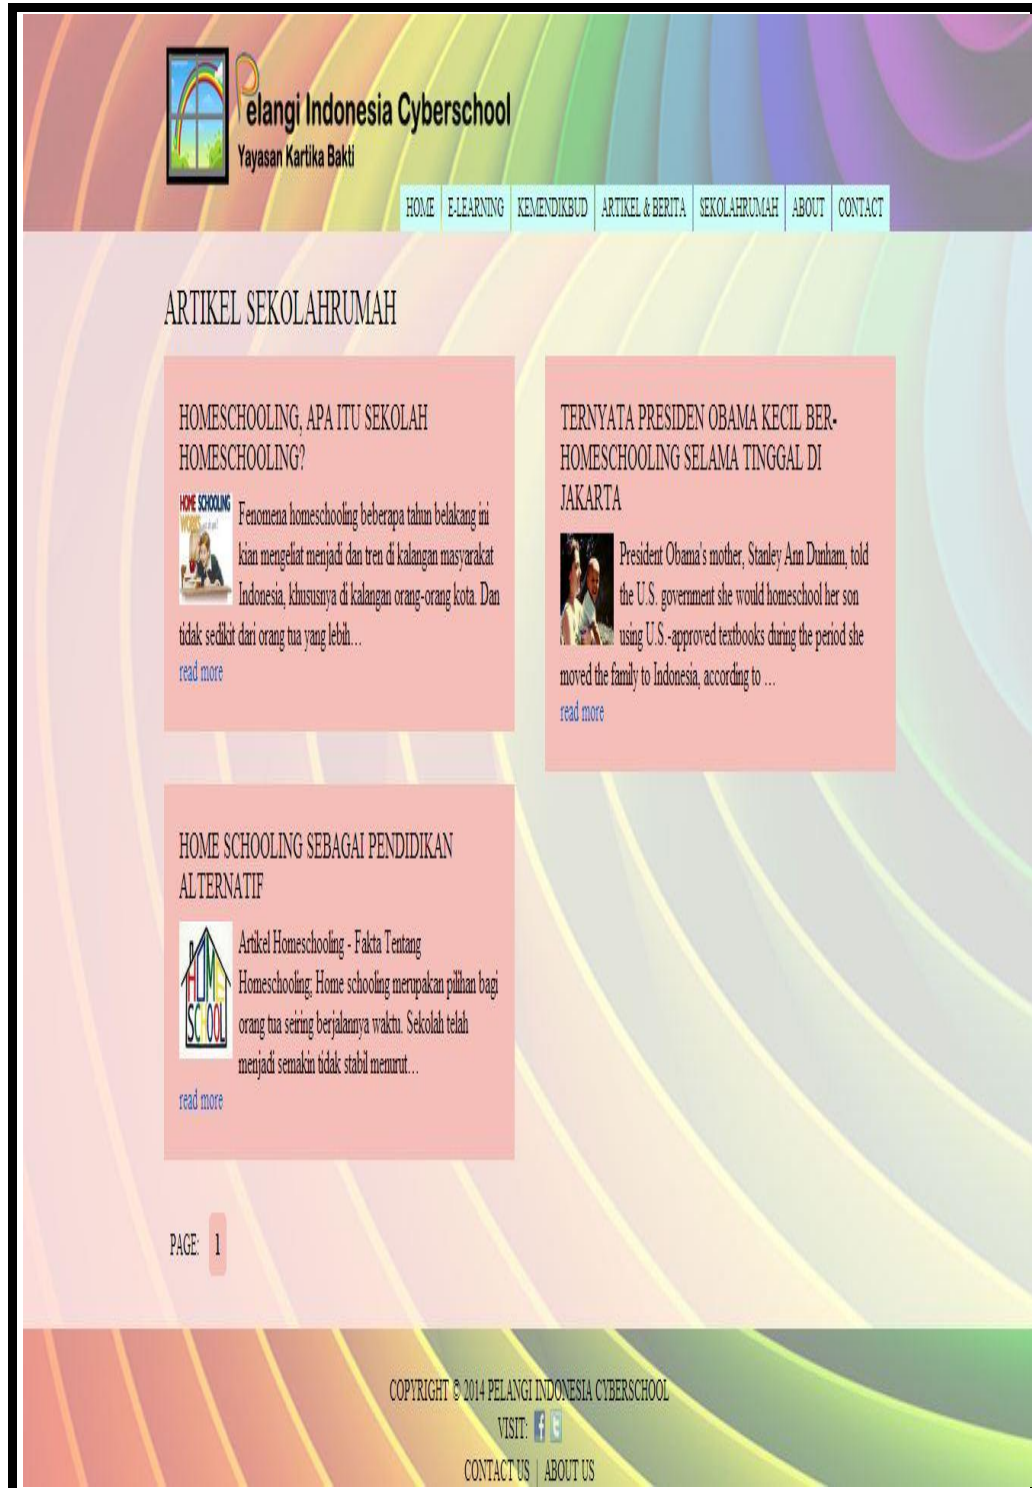 Pelangi Indonesia Cyberschool
Yayasan Kartika Bakti
HOME E-LEARNING KEMENDIKBUD ARTIKEL & BERITA SEKOLAHRUMAH ABOUT CONTACT
ARTIKEL SEKOLAHRUMAH
HOMESCHOOLING, APA ITU SEKOLAH
HOMESCHOOLING?
HOME SCHOOLING
WORKS
Fenomena homeschooling beberapa tahun belakang ini
kian mengeliat menjadi dan tren di kalangan masyarakat
Indonesia, khususnya di kalangan orang-orang kota. Dan
tidak sedikit dari orang tua yang lebih…
read more
TERNYATA PRESIDEN OBAMA KECIL BER-
HOMESCHOOLING SELAMA TINGGAL DI
JAKARTA
President Obama's mother, Stanley Ann Dunham, told
the U.S. government she would homeschool her son
using U.S.-approved textbooks during the period she
moved the family to Indonesia, according to …
read more
HOME SCHOOLING SEBAGAI PENDIDIKAN
ALTERNATIF
HOME
SCHOOL
Artikel Homeschooling - Fakta Tentang
Homeschooling; Home schooling merupakan pilihan bagi
orang tua seiring berjalannya waktu. Sekolah telah
menjadi semakin tidak stabil menurut…
read more
PAGE: 1
COPYRIGHT © 2014 PELANGI INDONESIA CYBERSCHOOL
VISIT: f t
CONTACT US | ABOUT US